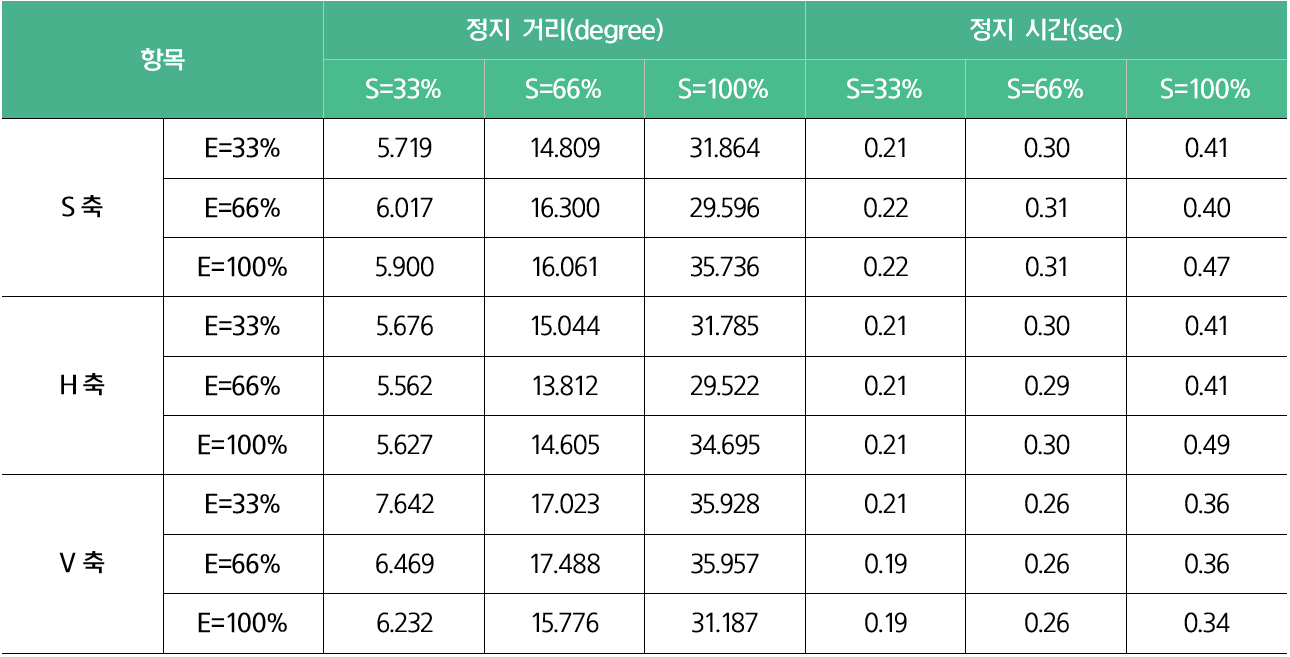 항목 정지 거리(degree) 정지 시간(sec)
S=33% S=66% S=100% S=33% S=66% S=100%
S 축 E=33% 5.719 14.809 31.864 0.21 0.30 0.41
E=66% 6.017 16.300 29.596 0.22 0.31 0.40
E=100% 5.900 16.061 35.736 0.22 0.31 0.47
H 축 E=33% 5.676 15.044 31.785 0.21 0.30 0.41
E=66% 5.562 13.812 29.522 0.21 0.29 0.41
E=100% 5.627 14.605 34.695 0.21 0.30 0.49
V 축 E=33% 7.642 17.023 35.928 0.21 0.26 0.36
E=66% 6.469 17.488 35.957 0.19 0.26 0.36
E=100% 6.232 15.776 31.187 0.19 0.26 0.34